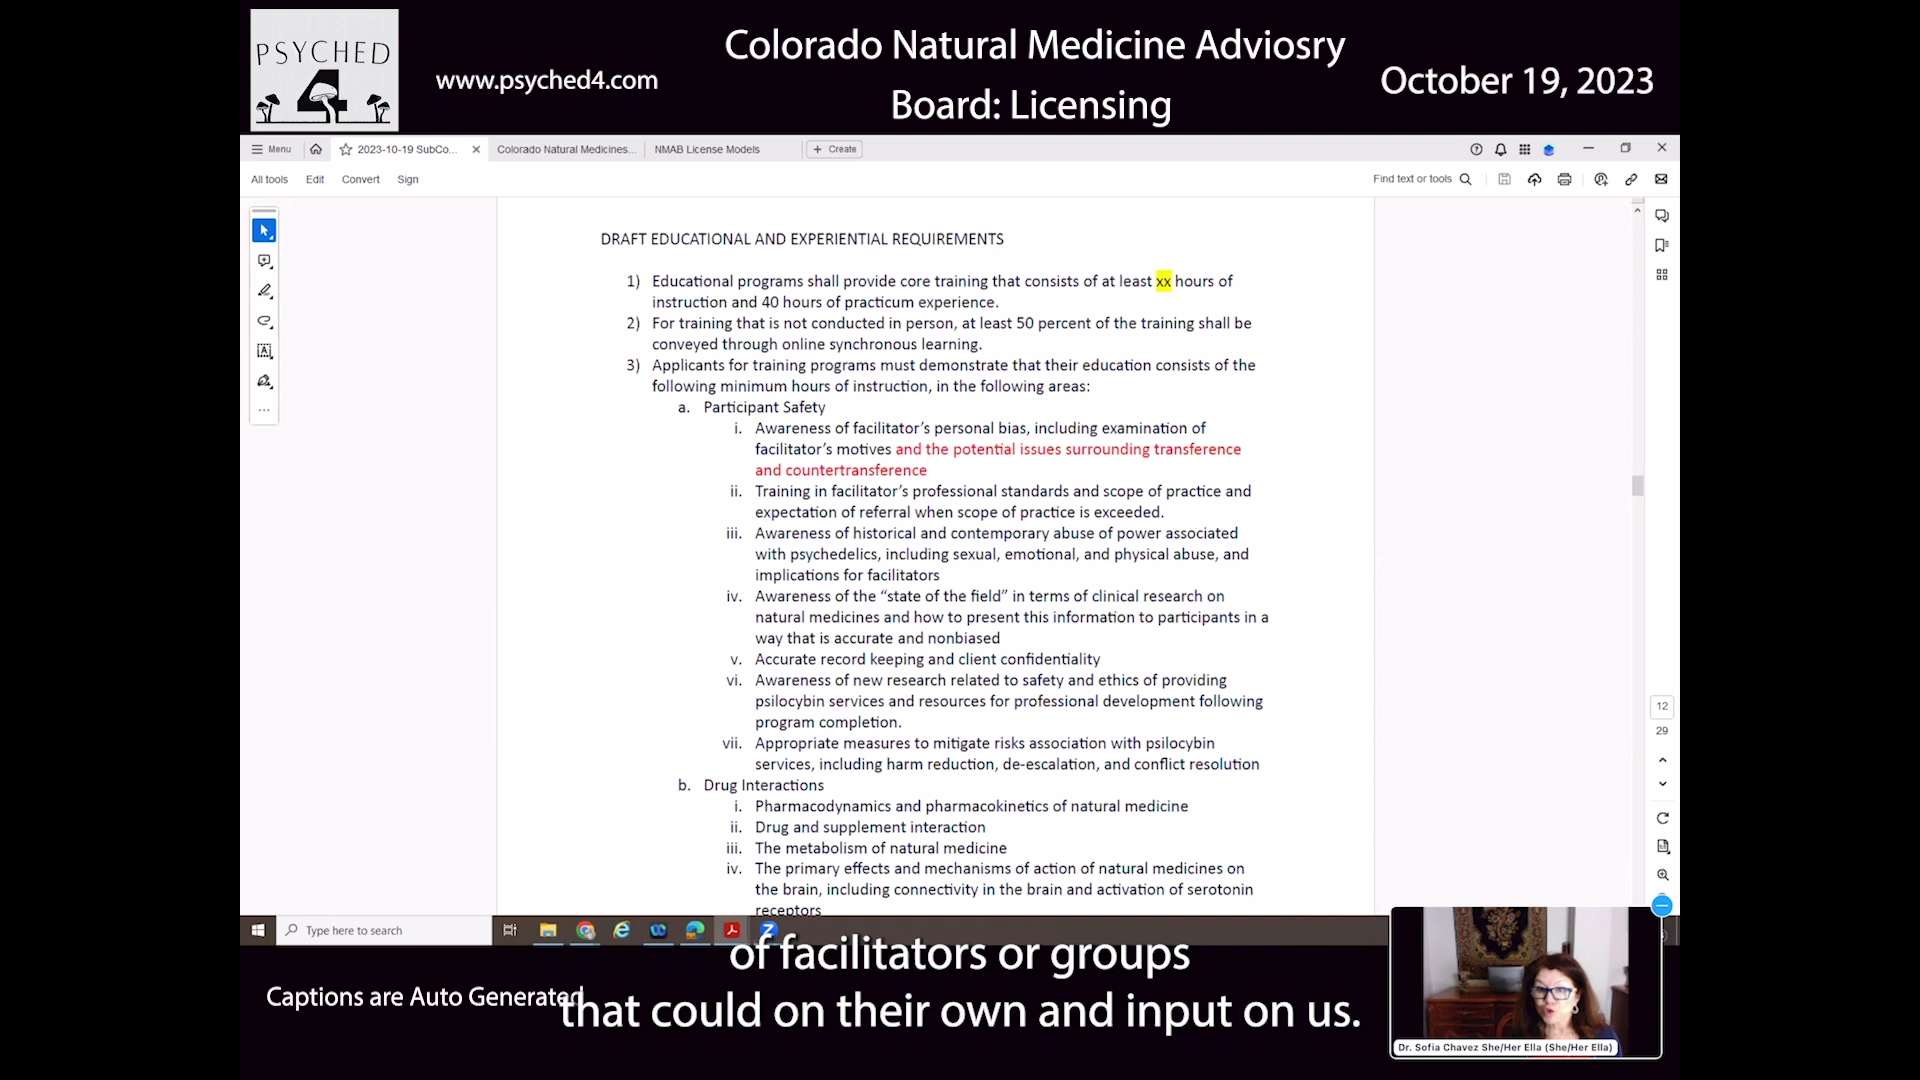 PSYCHED
4
www.psyched4.com
Colorado Natural Medicine Adviosry
Board: Licensing
October 19, 2023
Menu
2023-10-19 SubCo...
Colorado Natural Medicines...
NMAB License Models
+ Create
All tools
Edit
Convert
Sign
Find text or tools
DRAFT EDUCATIONAL AND EXPERIENTIAL REQUIREMENTS
1) Educational programs shall provide core training that consists of at least xx hours of
instruction and 40 hours of practicum experience.
2) For training that is not conducted in person, at least 50 percent of the training shall be
conveyed through online synchronous learning.
3) Applicants for training programs must demonstrate that their education consists of the
following minimum hours of instruction, in the following areas:
a. Participant Safety
i. Awareness of facilitator’s personal bias, including examination of
facilitator’s motives and the potential issues surrounding transference
and countertransference
ii. Training in facilitator’s professional standards and scope of practice and
expectation of referral when scope of practice is exceeded.
iii. Awareness of historical and contemporary abuse of power associated
with psychedelics, including sexual, emotional, and physical abuse, and
implications for facilitators
iv. Awareness of the “state of the field” in terms of clinical research on
natural medicines and how to present this information to participants in a
way that is accurate and nonbiased
v. Accurate record keeping and client confidentiality
vi. Awareness of new research related to safety and ethics of providing
psilocybin services and resources for professional development following
program completion.
vii. Appropriate measures to mitigate risks association with psilocybin
services, including harm reduction, de-escalation, and conflict resolution
b. Drug Interactions
i. Pharmacodynamics and pharmacokinetics of natural medicine
ii. Drug and supplement interaction
iii. The metabolism of natural medicine
iv. The primary effects and mechanisms of action of natural medicines on
the brain, including connectivity in the brain and activation of serotonin
receptors
12
29
Type here to search
of facilitators or groups
Captions are Auto Generated
that could on their own and input on us.
Dr. Sofia Chavez She/Her Ella (She/Her Ella)